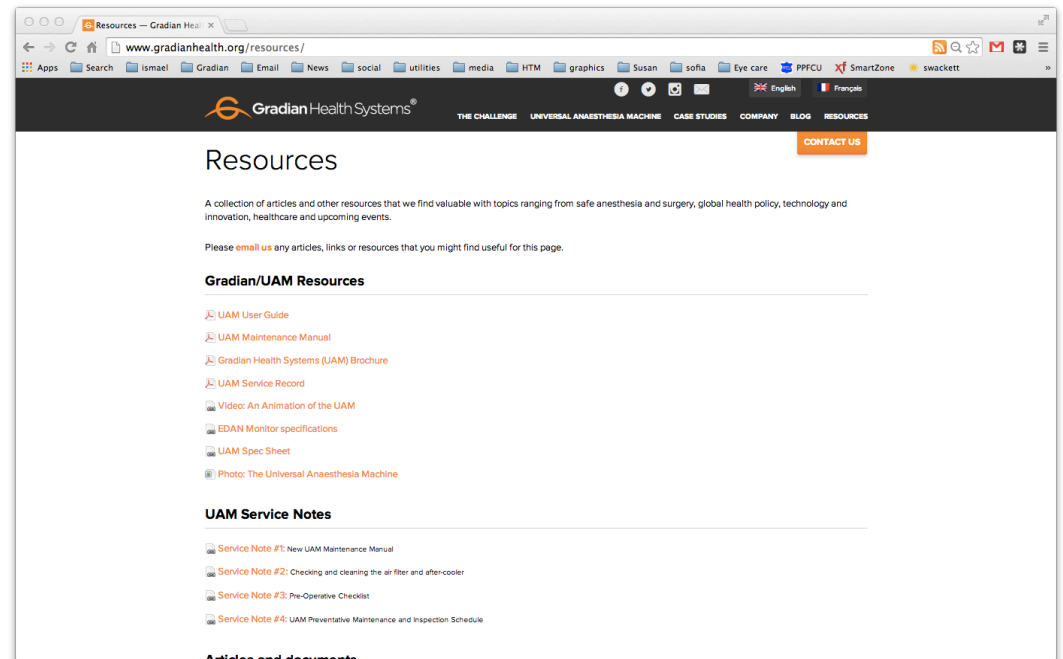 Resources — Gradian Heal
www.gradianhealth.org/resources/
Apps Search ismael Gradian Email News social utilities media HTM graphics Susan sofia Eye care PPFCU SmartZone swackett »
English Français
Gradian Health Systems®
THE CHALLENGE UNIVERSAL ANAESTHESIA MACHINE CASE STUDIES COMPANY BLOG RESOURCES
CONTACT US
Resources
A collection of articles and other resources that we find valuable with topics ranging from safe anesthesia and surgery, global health policy, technology and
innovation, healthcare and upcoming events.
Please email us any articles, links or resources that you might find useful for this page.
Gradian/UAM Resources
UAM User Guide
UAM Maintenance Manual
Gradian Health Systems (UAM) Brochure
UAM Service Record
Video: An Animation of the UAM
EDAN Monitor specifications
UAM Spec Sheet
Photo: The Universal Anaesthesia Machine
UAM Service Notes
Service Note #1: New UAM Maintenance Manual
Service Note #2: Checking and cleaning the air filter and after-cooler
Service Note #3: Pre-Operative Checklist
Service Note #4: UAM Preventative Maintenance and Inspection Schedule
Articles and documents